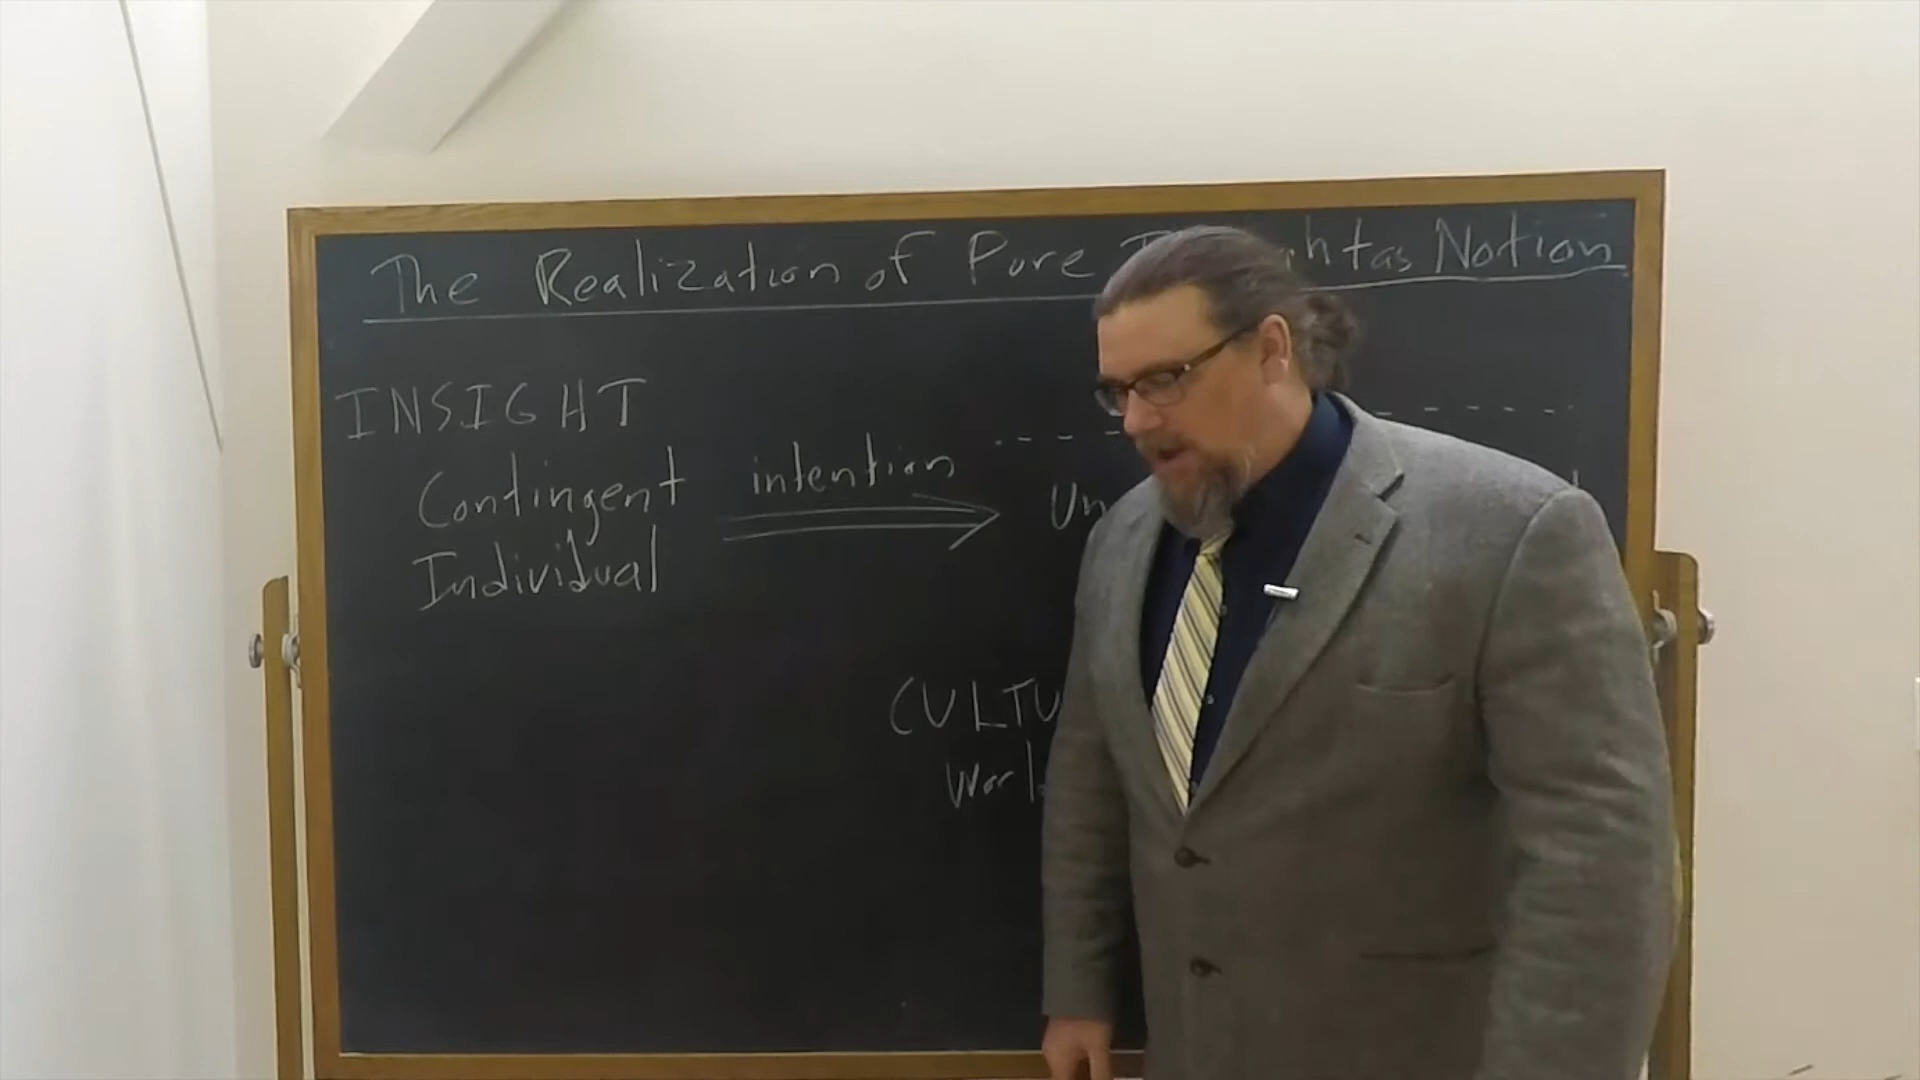 The Realization of Pure Notion
INSIGHT
Contingent intention
Individual